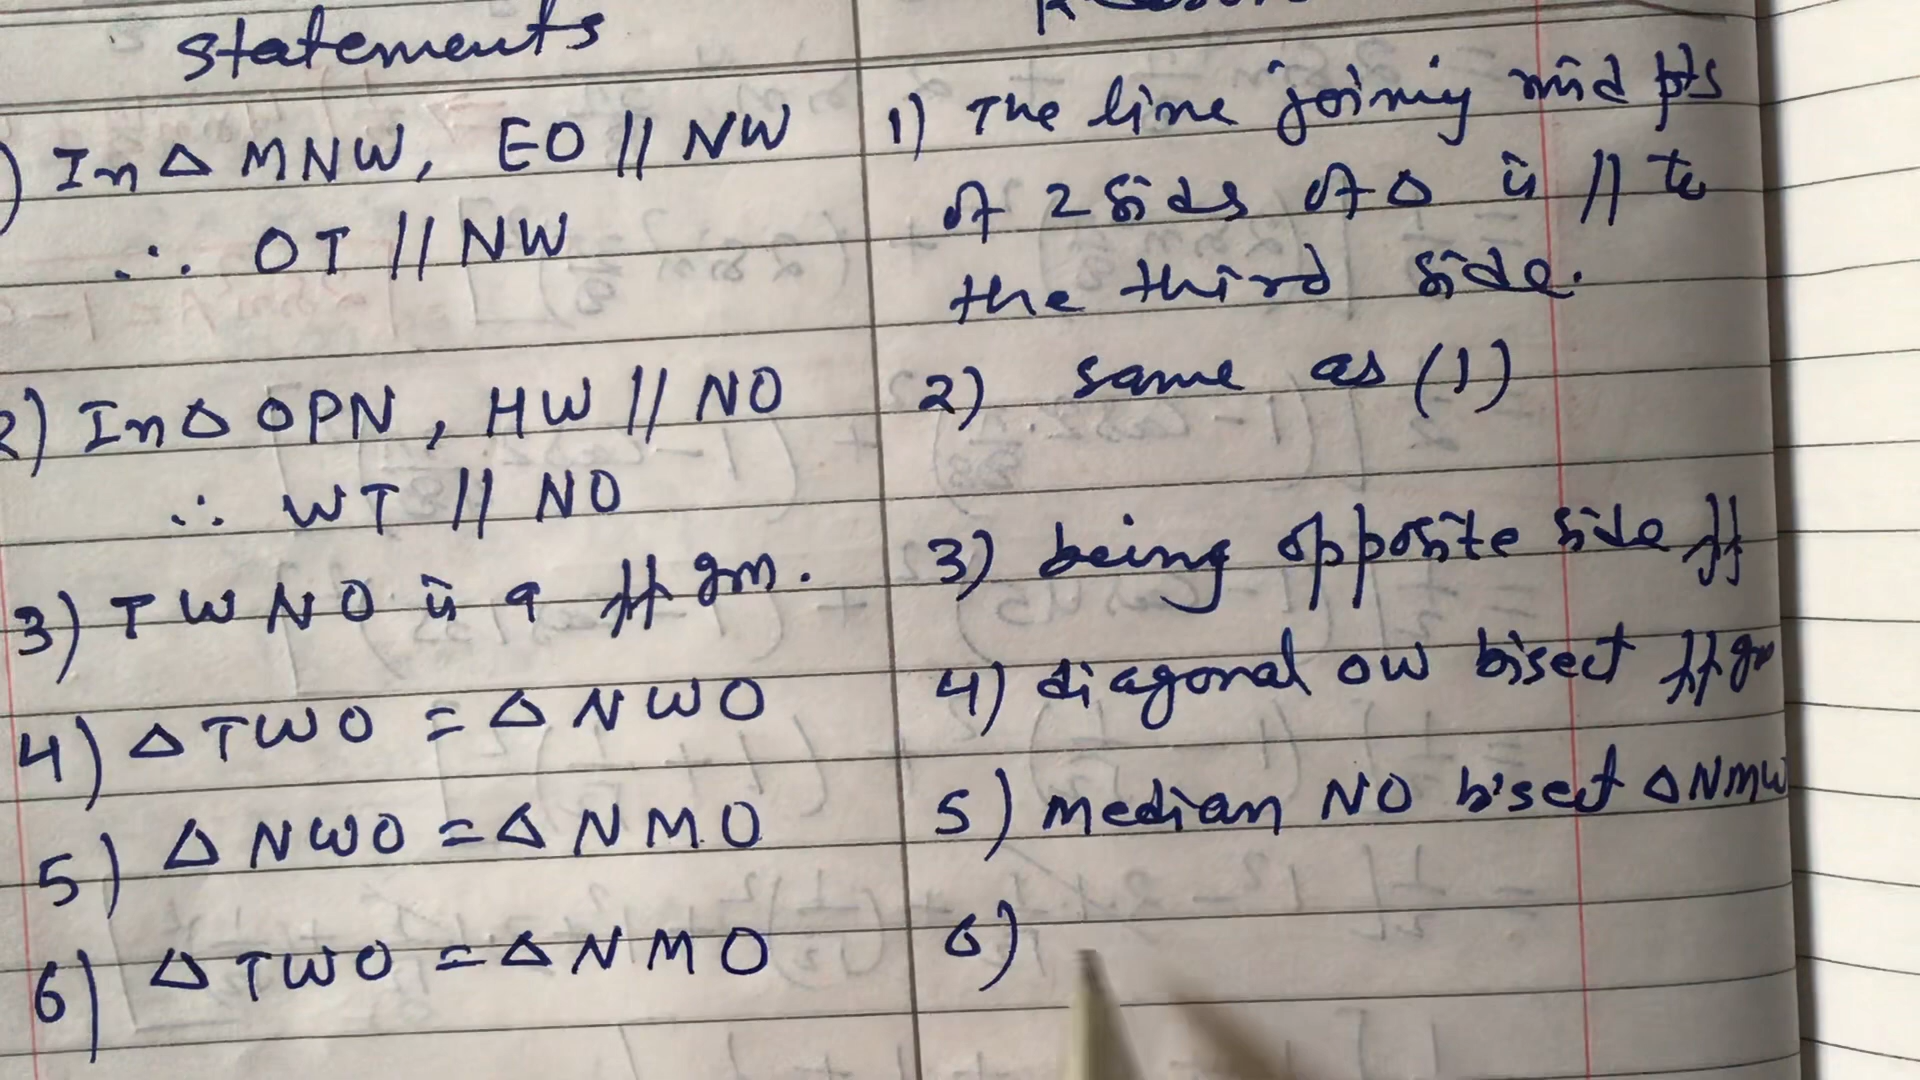 statements
) In Δ MNW, EO // NW
∴ OT // NW
1) The line joining mid pts
of 2 sides of Δ is // to
the third side.
2) In Δ OPN, HW // NO
∴ WT // NO
2) same as (1)
3) TWNO is a //gm.
3) being opposite side //
4) Δ TWO = Δ NWO
4) diagonal OW bisect //gm
5) Δ NWO = Δ NMO
5) median NO bisect Δ NMW
6) Δ TWO = Δ NMO
6)